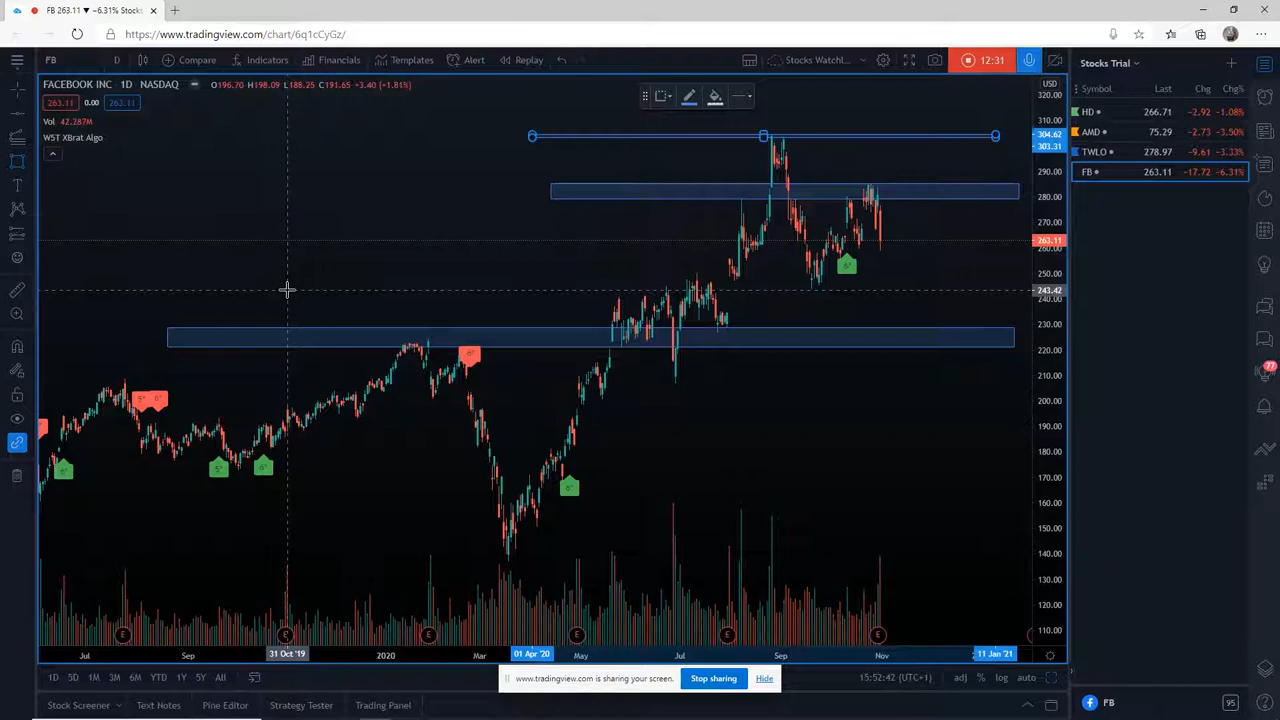 FB 263.11 ▼ −6.31% Stocks
https://www.tradingview.com/chart/6q1cCyGz/
FB D Compare Indicators Financials Templates Alert Replay Stocks Watchl... 12:31
Stocks Trial
FACEBOOK INC · 1D · NASDAQ O196.70 H198.09 L188.25 C191.65 +3.40 (+1.81%)
263.11 0.00 263.11
Vol 42.287M
WST XBrat Algo
USD
320.00
310.00
304.62
303.31
290.00
280.00
270.00
263.11
260.00
250.00
243.42
240.00
230.00
220.00
210.00
200.00
190.00
180.00
170.00
160.00
150.00
140.00
130.00
120.00
110.00
Symbol Last Chg Chg%
HD 266.71 −2.92 −1.08%
AMD 75.29 −2.73 −3.50%
TWLO 278.97 −9.61 −3.33%
FB 263.11 −17.72 −6.31%
77
E E E E E E
Jul Sep 31 Oct '19 2020 Mar 01 Apr '20 May Jul Sep Nov 11 Jan '21
1D 5D 1M 3M 6M YTD 1Y 5Y All
15:52:42 (UTC+1) adj % log auto
www.tradingview.com is sharing your screen. Stop sharing Hide
Stock Screener Text Notes Pine Editor Strategy Tester Trading Panel
FB 95